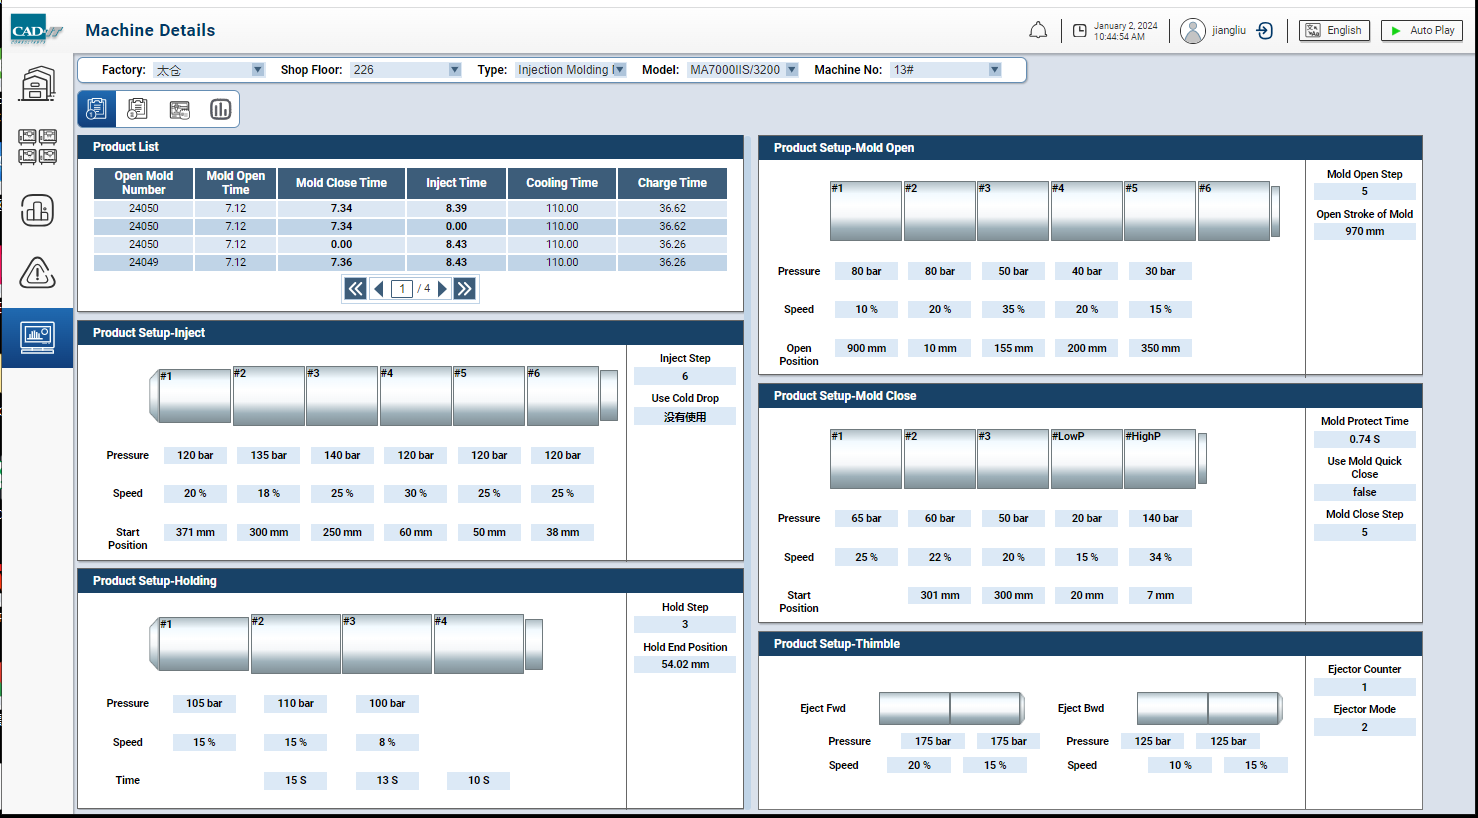 CAD-IT
CONSULTANTS
Machine Details
January 2, 2024
10:44:54 AM
jiangliu
English
Auto Play
Factory: 太仓 Shop Floor: 226 Type: Injection Molding Model: MA7000IIS/3200 Machine No: 13#
Product List
Open Mold Number Mold Open Time Mold Close Time Inject Time Cooling Time Charge Time
24050 7.12 7.34 8.39 110.00 36.62
24050 7.12 7.34 0.00 110.00 36.62
24050 7.12 0.00 8.43 110.00 36.26
24049 7.12 7.36 8.43 110.00 36.26
1 / 4
Product Setup-Inject
#1 #2 #3 #4 #5 #6
Pressure 120 bar 135 bar 140 bar 120 bar 120 bar 120 bar
Speed 20 % 18 % 25 % 30 % 25 % 25 %
Start Position 371 mm 300 mm 250 mm 60 mm 50 mm 38 mm
Inject Step
6
Use Cold Drop
没有使用
Product Setup-Holding
#1 #2 #3 #4
Pressure 105 bar 110 bar 100 bar
Speed 15 % 15 % 8 %
Time 15 S 13 S 10 S
Hold Step
3
Hold End Position
54.02 mm
Product Setup-Mold Open
#1 #2 #3 #4 #5 #6
Pressure 80 bar 80 bar 50 bar 40 bar 30 bar
Speed 10 % 20 % 35 % 20 % 15 %
Open Position 900 mm 10 mm 155 mm 200 mm 350 mm
Mold Open Step
5
Open Stroke of Mold
970 mm
Product Setup-Mold Close
#1 #2 #3 #LowP #HighP
Pressure 65 bar 60 bar 50 bar 20 bar 140 bar
Speed 25 % 22 % 20 % 15 % 34 %
Start Position 301 mm 300 mm 20 mm 7 mm
Mold Protect Time
0.74 S
Use Mold Quick
Close
false
Mold Close Step
5
Product Setup-Thimble
Eject Fwd
Pressure 175 bar 175 bar
Speed 20 % 15 %
Eject Bwd
Pressure 125 bar 125 bar
Speed 10 % 15 %
Ejector Counter
1
Ejector Mode
2